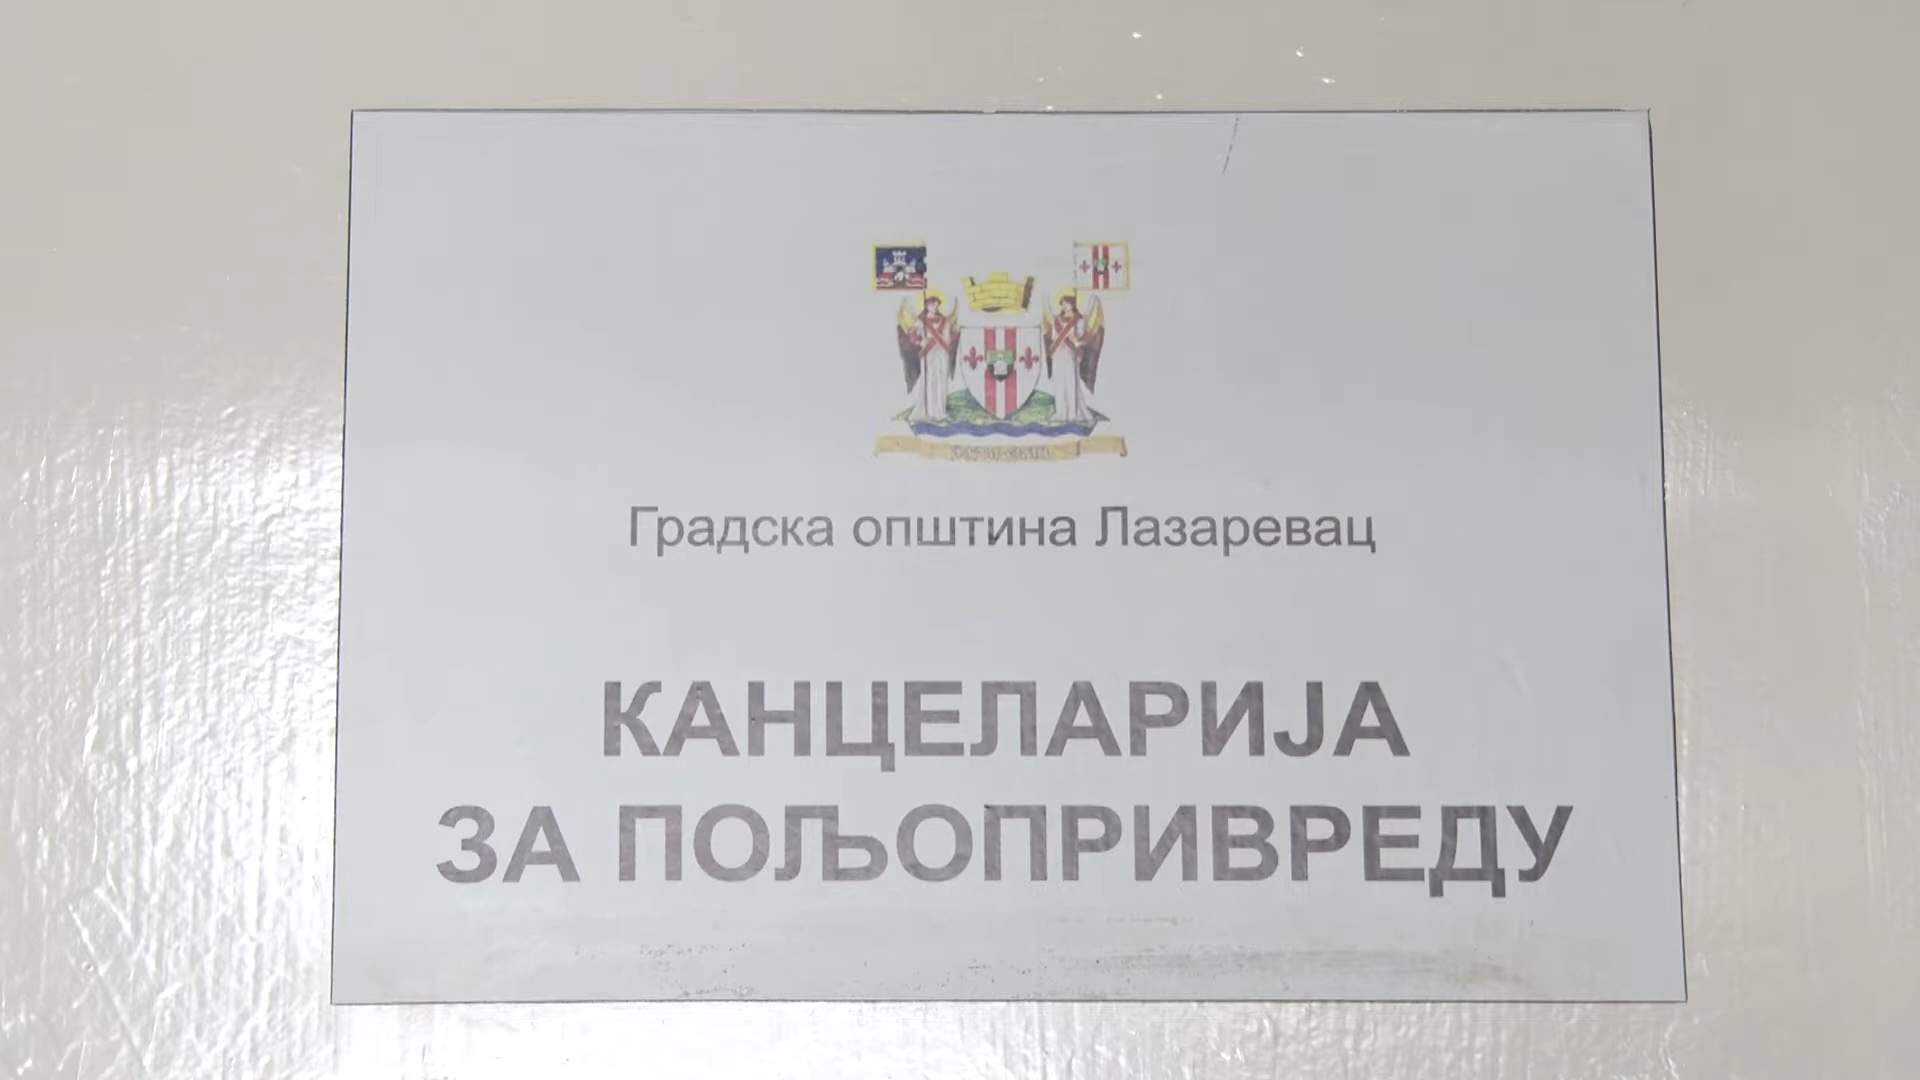 Градска општина Лазаревац
КАНЦЕЛАРИЈА
ЗА ПОЉОПРИВРЕДУ